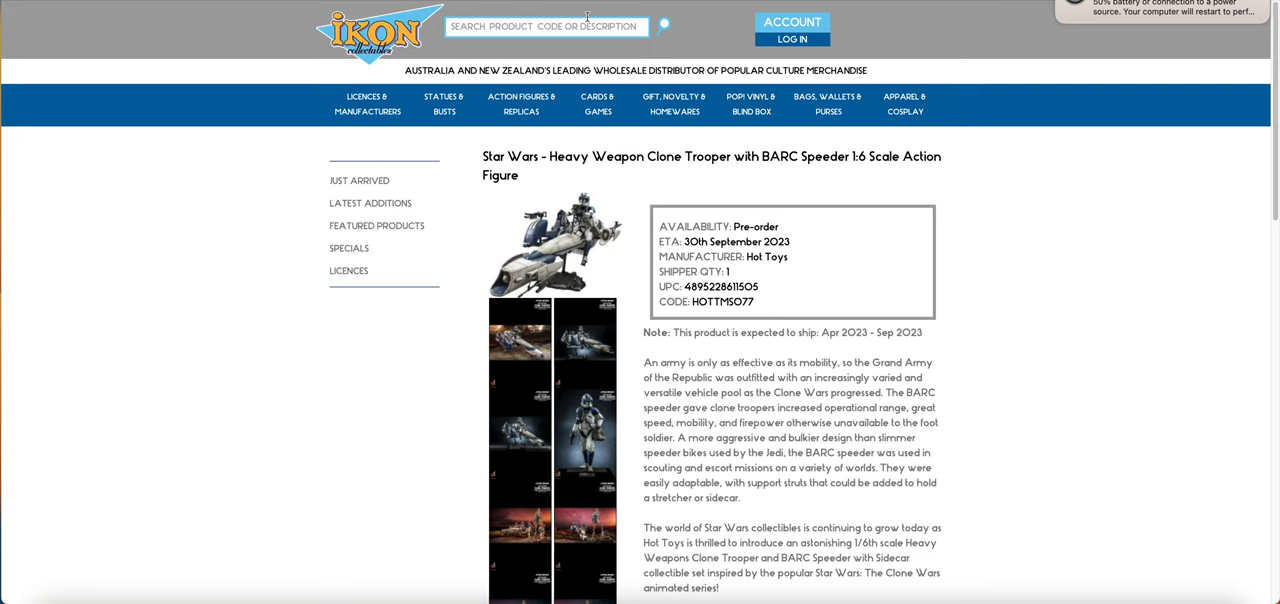 50% battery or connection to a power
source. Your computer will restart to perf...
iKON
collectables
SEARCH PRODUCT CODE OR DESCRIPTION
ACCOUNT
LOG IN
AUSTRALIA AND NEW ZEALAND'S LEADING WHOLESALE DISTRIBUTOR OF POPULAR CULTURE MERCHANDISE
LICENCES &
MANUFACTURERS
STATUES &
BUSTS
ACTION FIGURES &
REPLICAS
CARDS &
GAMES
GIFT, NOVELTY &
HOMEWARES
POP! VINYL &
BLIND BOX
BAGS, WALLETS &
PURSES
APPAREL &
COSPLAY
JUST ARRIVED
LATEST ADDITIONS
FEATURED PRODUCTS
SPECIALS
LICENCES
Star Wars - Heavy Weapon Clone Trooper with BARC Speeder 1:6 Scale Action
Figure
AVAILABILITY: Pre-order
ETA: 30th September 2023
MANUFACTURER: Hot Toys
SHIPPER QTY: 1
UPC: 4895228611505
CODE: HOTTMS077
Note: This product is expected to ship: Apr 2023 - Sep 2023
An army is only as effective as its mobility, so the Grand Army
of the Republic was outfitted with an increasingly varied and
versatile vehicle pool as the Clone Wars progressed. The BARC
speeder gave clone troopers increased operational range, great
speed, mobility, and firepower otherwise unavailable to the foot
soldier. A more aggressive and bulkier design than slimmer
speeder bikes used by the Jedi, the BARC speeder was used in
scouting and escort missions on a variety of worlds. They were
easily adaptable, with support struts that could be added to hold
a stretcher or sidecar.
The world of Star Wars collectibles is continuing to grow today as
Hot Toys is thrilled to introduce an astonishing 1/6th scale Heavy
Weapons Clone Trooper and BARC Speeder with Sidecar
collectible set inspired by the popular Star Wars: The Clone Wars
animated series!